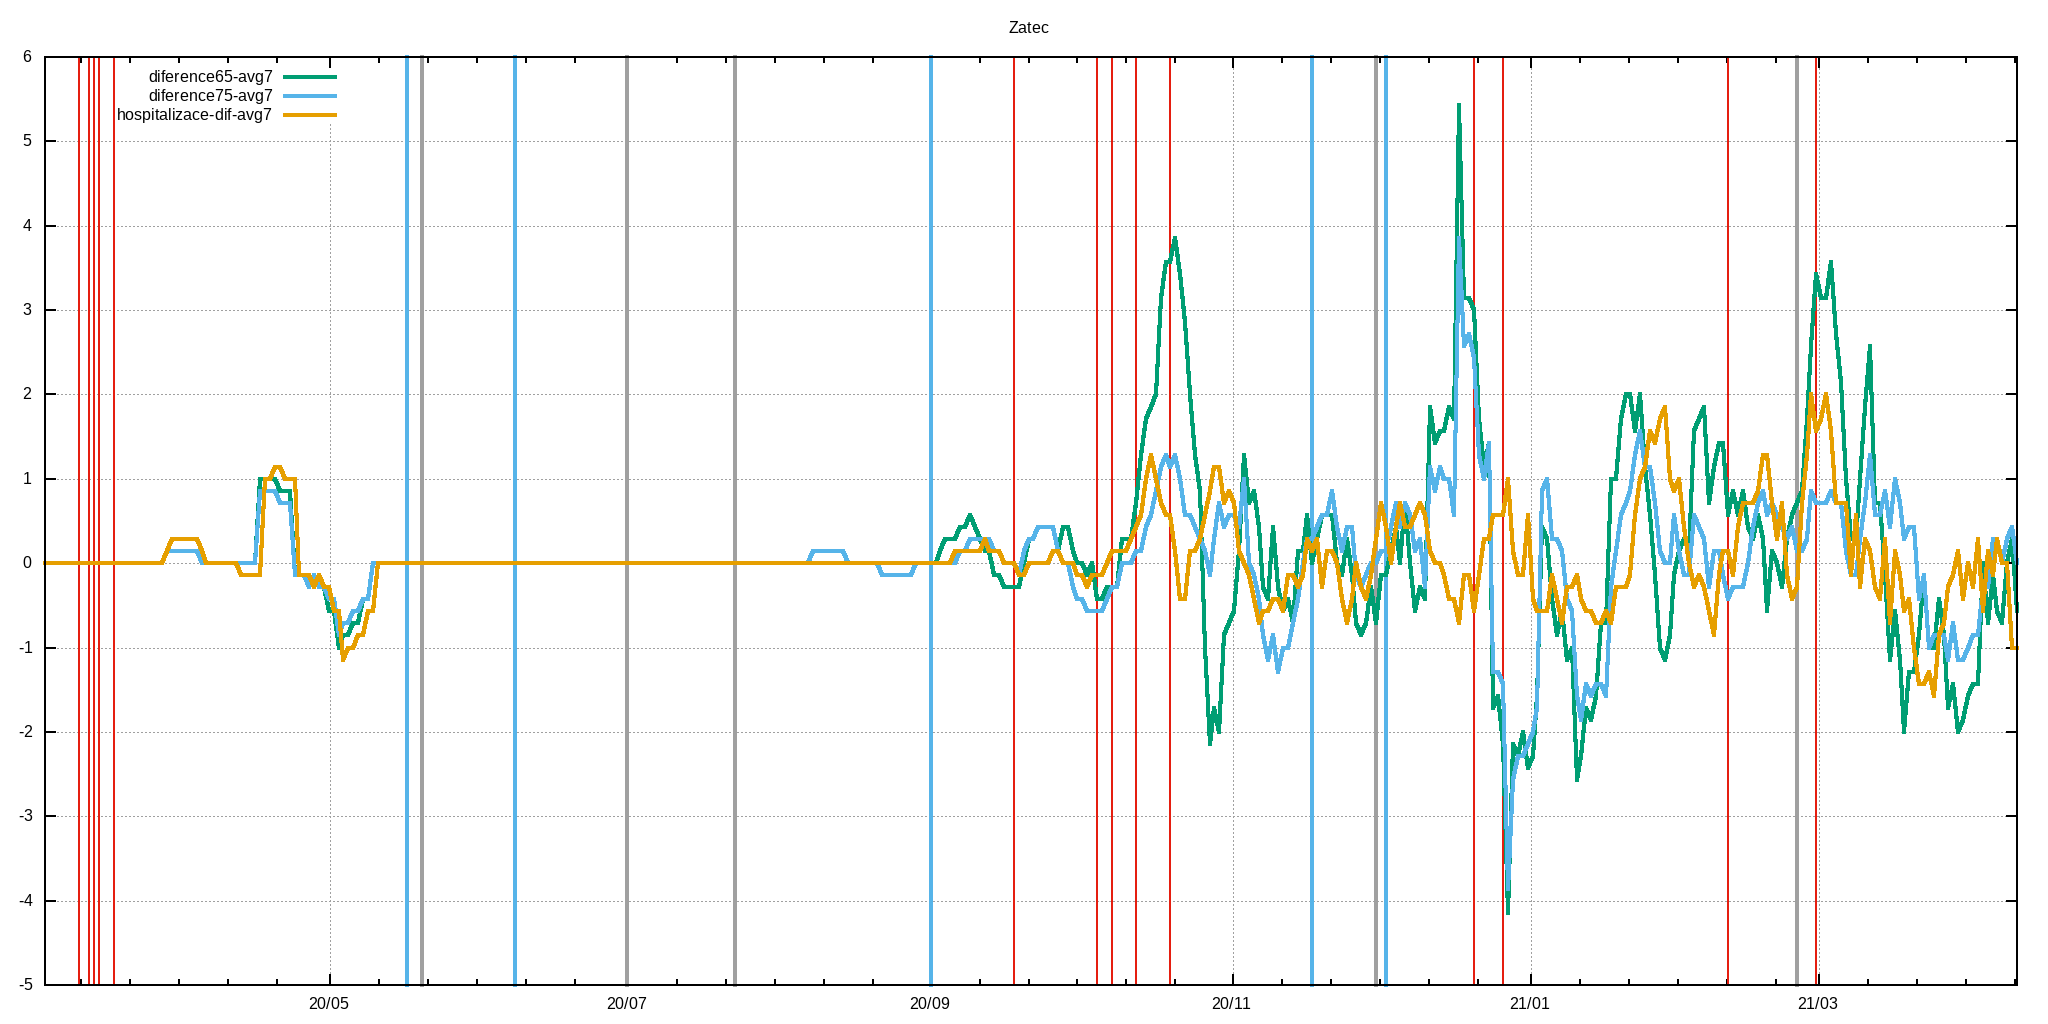 Zatec
diference65-avg7
diference75-avg7
hospitalizace-dif-avg7
6
5
4
3
2
1
0
-1
-2
-3
-4
-5
20/05 20/07 20/09 20/11 21/01 21/03